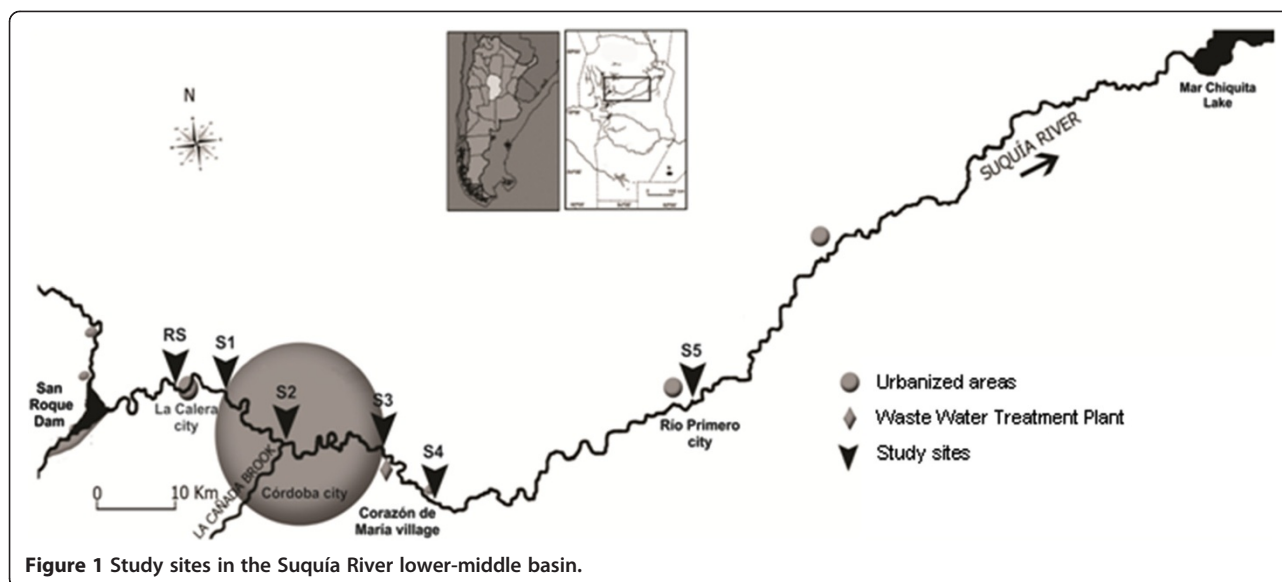 N
Mar Chiquita
Lake
SUQUÍA RIVER
RS
S1
S2
S3
S4
S5
San
Roque
Dam
La Calera
city
LA CAÑADA BROOK
Córdoba city
Corazón de
María village
Río Primero
city
0 10 Km
Urbanized areas
Waste Water Treatment Plant
Study sites
Figure 1 Study sites in the Suquía River lower-middle basin.